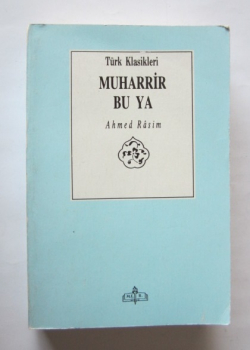 Türk Klasikleri
MUHARRİR
BU YA
Ahmed Râsim